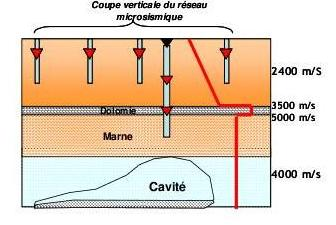 Coupe verticale du réseau
microsismique
2400 m/S
3500 m/s
Dolomie
5000 m/s
Marne
4000 m/s
Cavité